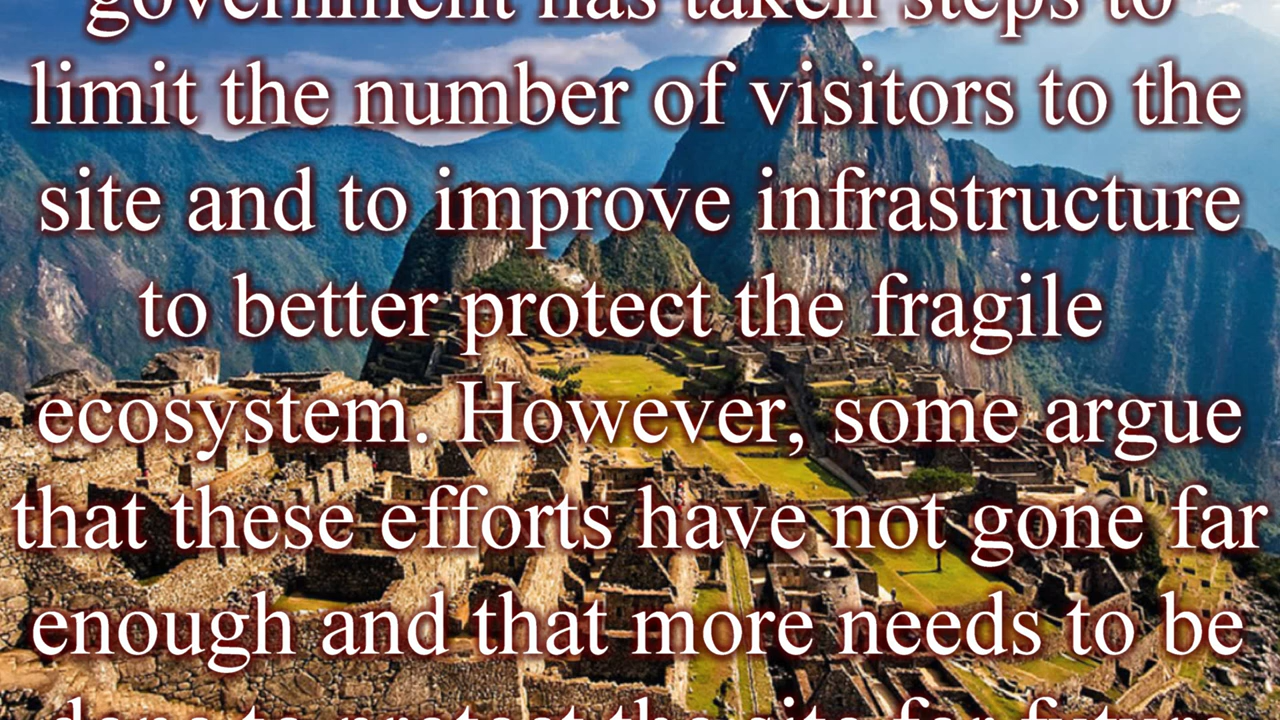 government has taken steps to
limit the number of visitors to the
site and to improve infrastructure
to better protect the fragile
ecosystem. However, some argue
that these efforts have not gone far
enough and that more needs to be
done to protect the site for future